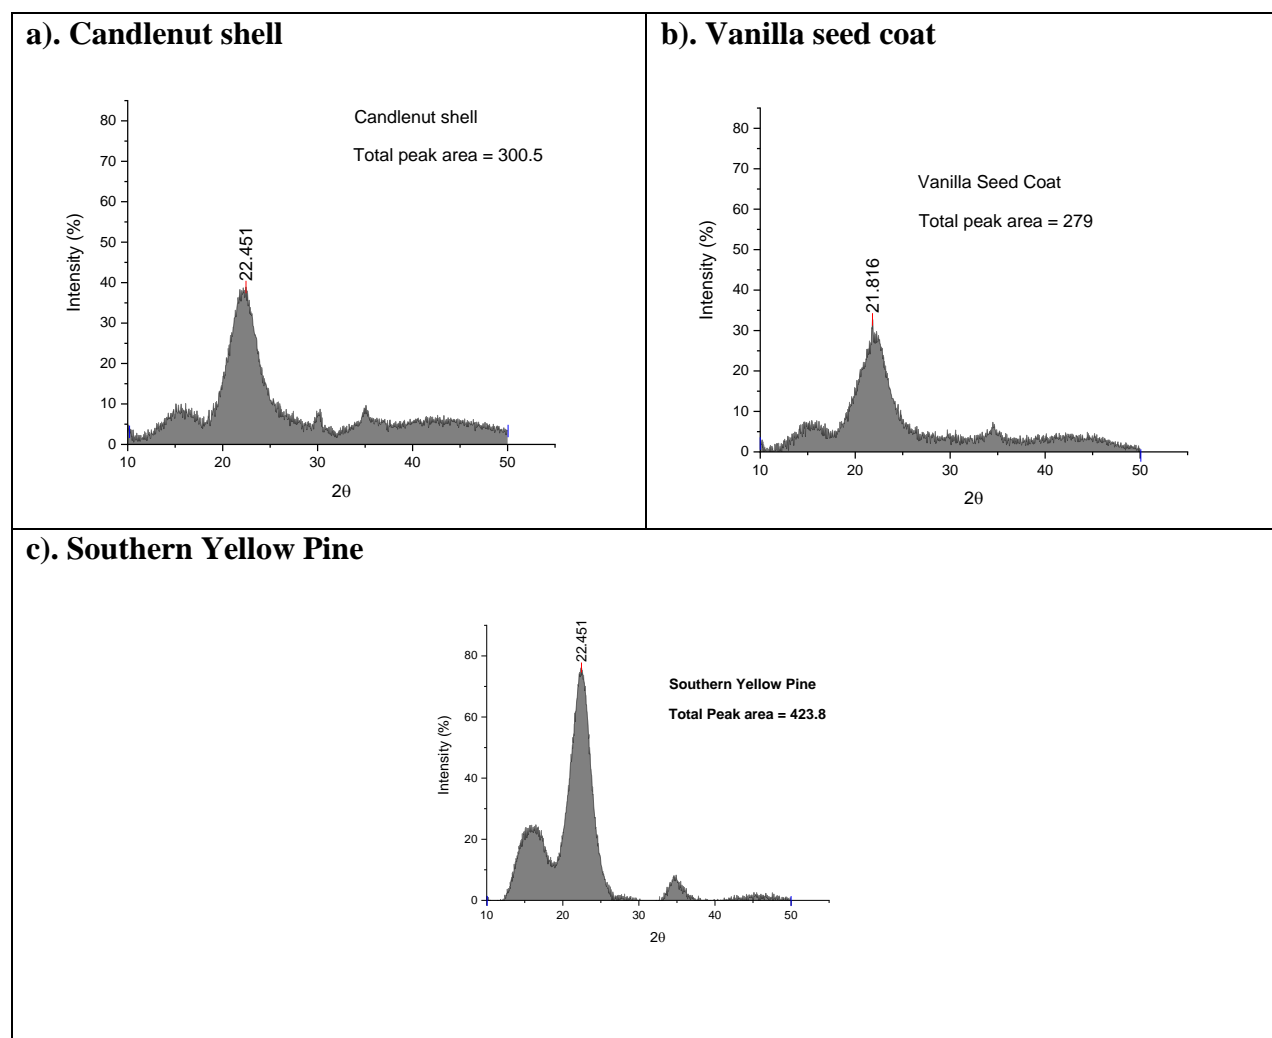 a). Candlenut shell
Candlenut shell
Total peak area = 300.5
22.451
Intensity (%)
80
70
60
50
40
30
20
10
0
10 20 30 40 50
2θ
b). Vanilla seed coat
Vanilla Seed Coat
Total peak area = 279
21.816
Intensity (%)
80
70
60
50
40
30
20
10
0
10 20 30 40 50
2θ
c). Southern Yellow Pine
22.451
Southern Yellow Pine
Total Peak area = 423.8
Intensity (%)
80
60
40
20
0
10 20 30 40 50
2θ